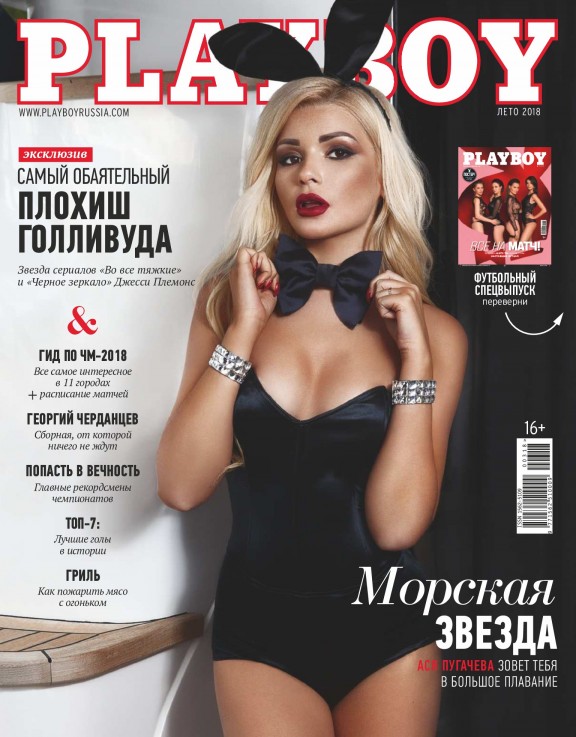 PLAYBOY
WWW.PLAYBOYRUSSIA.COM
ЛЕТО 2018
эксклюзив
САМЫЙ ОБАЯТЕЛЬНЫЙ
ПЛОХИШ
ГОЛЛИВУДА
Звезда сериалов «Во все тяжкие»
и «Черное зеркало» Джесси Племонс
&
ГИД ПО ЧМ-2018
Все самое интересное
в 11 городах
+ расписание матчей
ГЕОРГИЙ ЧЕРДАНЦЕВ
Сборная, от которой
ничего не ждут
ПОПАСТЬ В ВЕЧНОСТЬ
Главные рекордсмены
чемпионатов
ТОП-7:
Лучшие голы
в истории
ГРИЛЬ
Как пожарить мясо
с огоньком
PLAYBOY
ВСЕ НА МАТЧ!
ФУТБОЛЬНЫЙ
СПЕЦВЫПУСК
переверни
16+
Морская
ЗВЕЗДА
АСЯ ПУГАЧЕВА ЗОВЕТ ТЕБЯ
В БОЛЬШОЕ ПЛАВАНИЕ